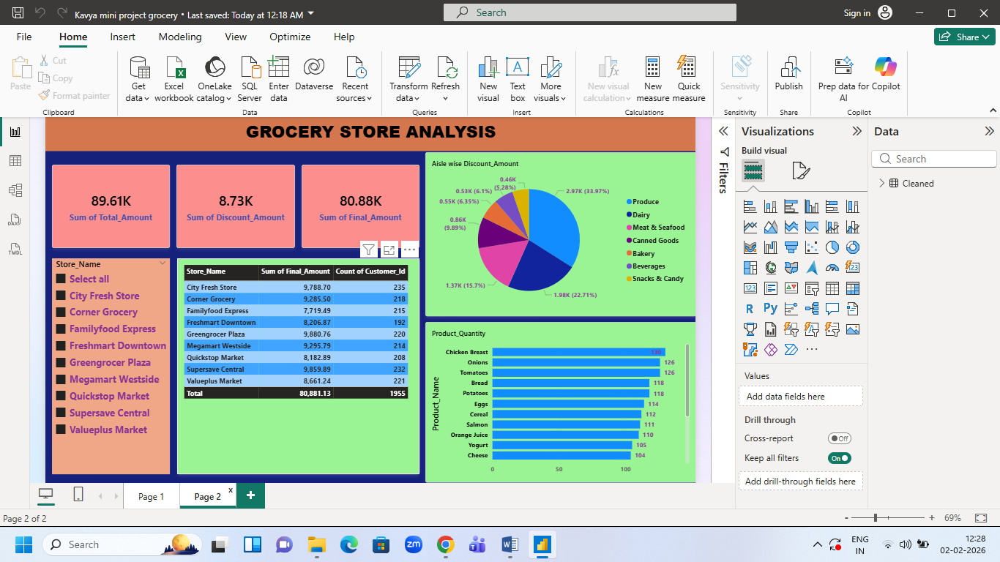 Kavya mini project grocery • Last saved: Today at 12:18 AM
Search
Sign in
File
Home
Insert
Modeling
View
Optimize
Help
Share
Paste
Cut
Copy
Format painter
Clipboard
Get data
Excel workbook
OneLake catalog
SQL Server
Enter data
Dataverse
Recent sources
Data
Transform data
Refresh
Queries
New visual
Text box
More visuals
Insert
New visual calculation
New measure
Quick measure
Calculations
Sensitivity
Sensitivity
Publish
Share
Prep data for AI
Copilot
Copilot
GROCERY STORE ANALYSIS
89.61K
Sum of Total_Amount
8.73K
Sum of Discount_Amount
80.88K
Sum of Final_Amount
Store_Name
Select all
City Fresh Store
Corner Grocery
Familyfood Express
Freshmart Downtown
Greengrocer Plaza
Megamart Westside
Quickstop Market
Supersave Central
Valueplus Market
Store_Name Sum of Final_Amount Count of Customer_Id
City Fresh Store 9,788.70 235
Corner Grocery 9,285.50 218
Familyfood Express 7,719.49 215
Freshmart Downtown 8,206.87 192
Greengrocer Plaza 9,880.76 220
Megamart Westside 9,295.79 214
Quickstop Market 8,182.89 208
Supersave Central 9,859.89 232
Valueplus Market 8,661.24 221
Total 80,881.13 1955
Aisle wise Discount_Amount
2.97K (33.97%)
1.98K (22.71%)
1.37K (15.7%)
0.86K
(9.89%)
0.55K (6.35%)
0.53K (6.1%)
0.46K
(5.28%)
Produce
Dairy
Meat & Seafood
Canned Goods
Bakery
Beverages
Snacks & Candy
Product_Quantity
Product_Name
Chicken Breast 130
Onions 126
Tomatoes 126
Bread 118
Potatoes 118
Eggs 114
Cereal 112
Salmon 111
Orange Juice 110
Yogurt 105
Cheese 104
0 50 100
Filters
Visualizations
Build visual
123
123
R
Py
Values
Add data fields here
Drill through
Cross-report
Off
Keep all filters
On
Add drill-through fields here
Data
Search
Cleaned
DAX
TMDL
Page 1
Page 2
x
+
Page 2 of 2
- + 69%
Search
zm
ENG
IN
12:28
02-02-2026